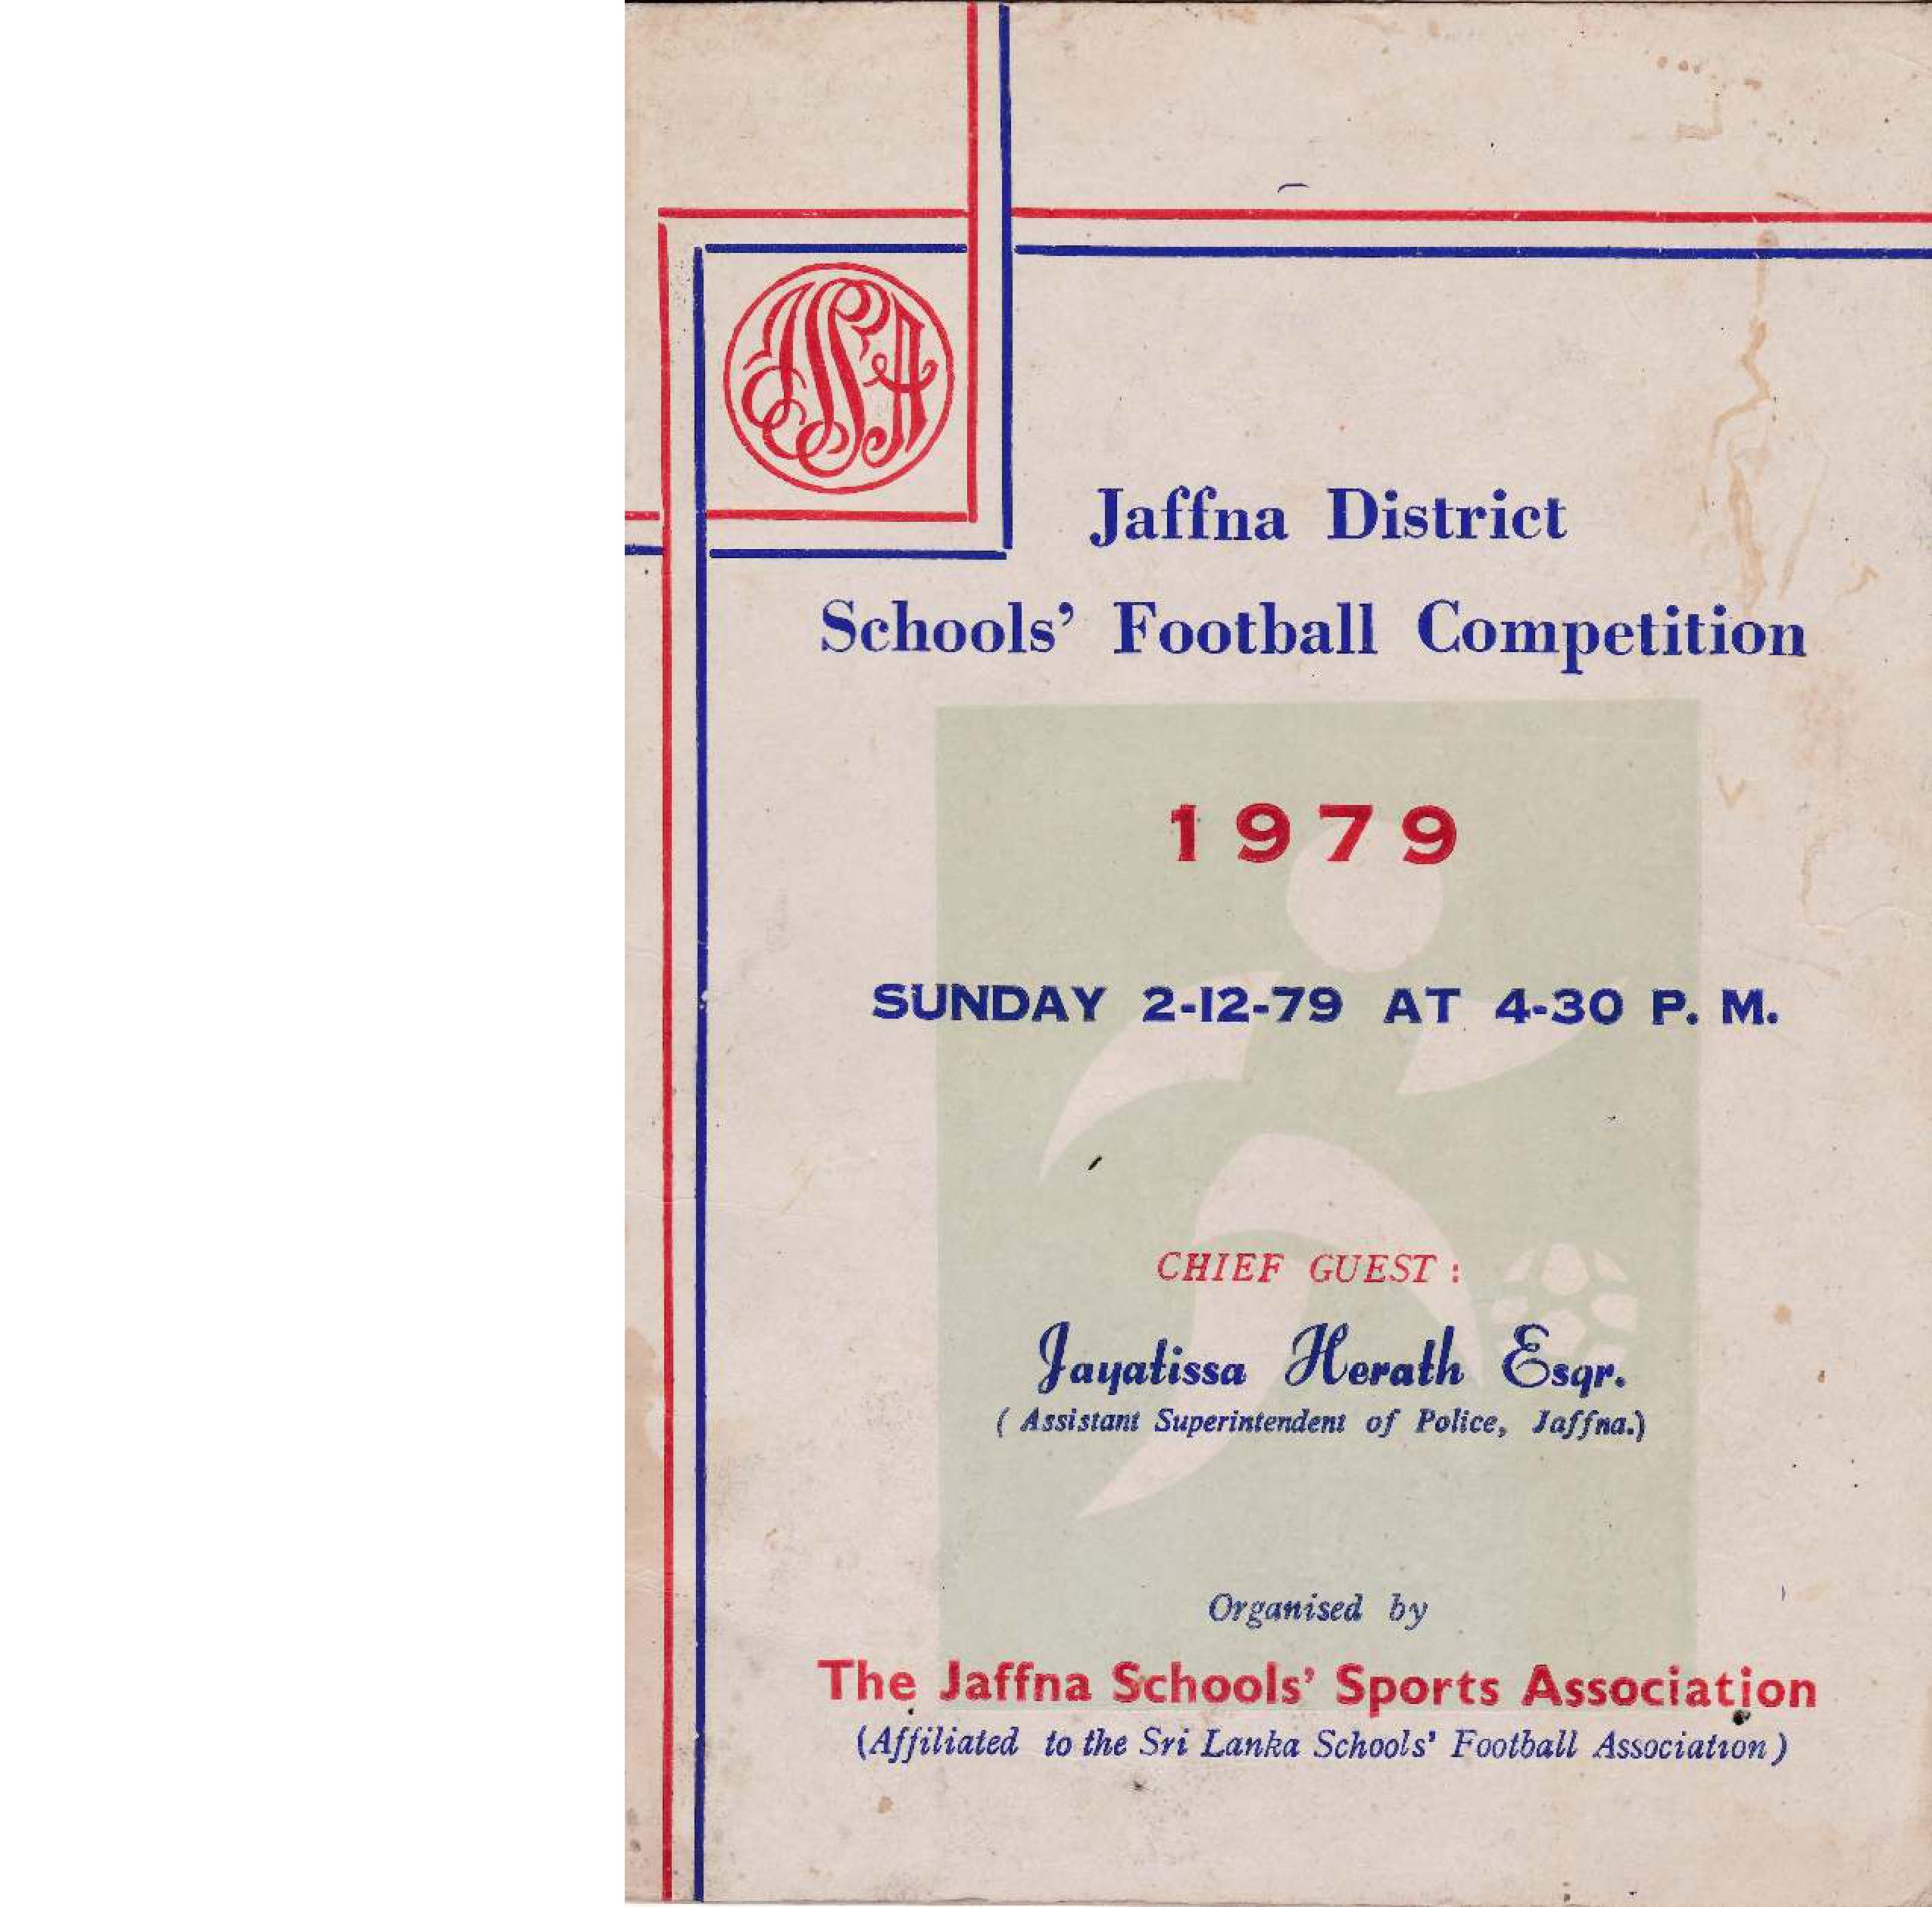 JSSA
Jaffna District
Schools' Football Competition
1979
SUNDAY 2-12-79 AT 4-30 P. M.
CHIEF GUEST :
Jayatissa Herath Esqr.
( Assistant Superintendent of Police, Jaffna.)
Organised by
The Jaffna Schools' Sports Association
(Affiliated to the Sri Lanka Schools' Football Association)